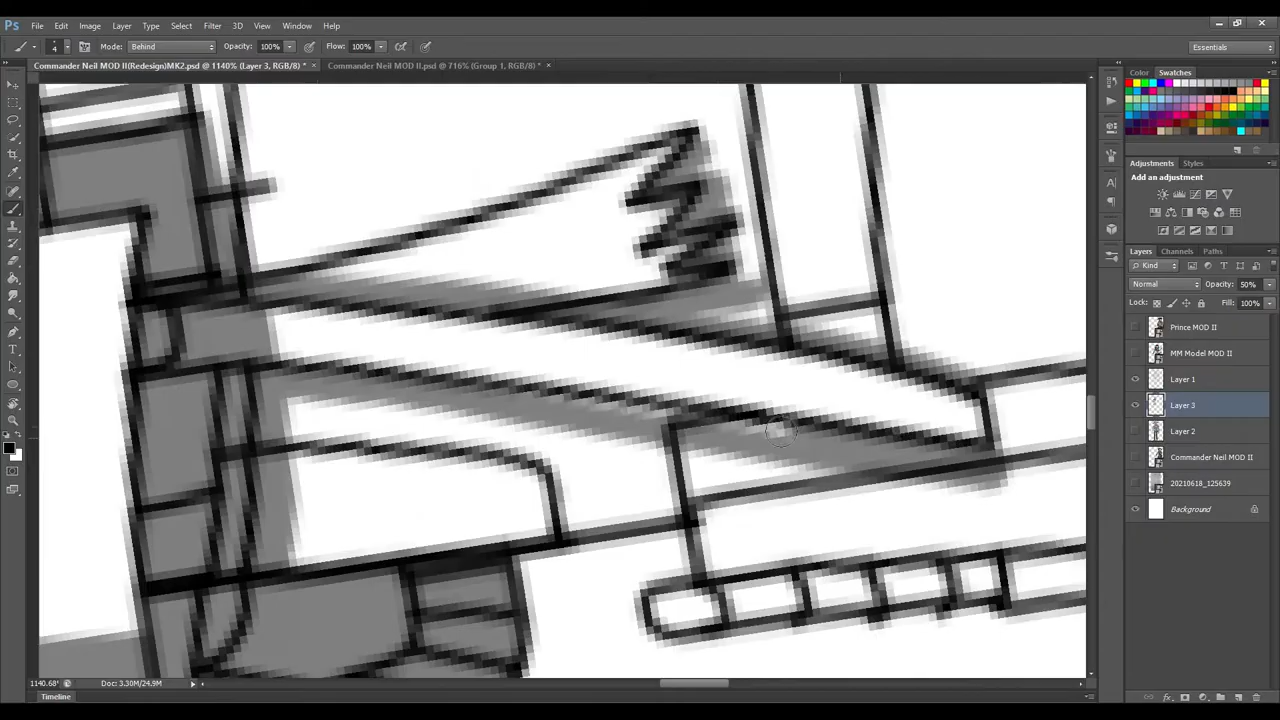 Ps File Edit Image Layer Type Select Filter 3D View Window Help
4 Mode: Behind Opacity: 100% Flow: 100% Essentials
Commander Neil MOD II(Redesign)MK2.psd @ 1140% (Layer 3, RGB/8) * × Commander Neil MOD II.psd @ 716% (Group 1, RGB/8) * ×
Color Swatches
Adjustments Styles
Add an adjustment
Layers Channels Paths
Kind
Normal Opacity: 50%
Lock: Fill: 100%
Prince MOD II
MM Model MOD II
Layer 1
Layer 3
Layer 2
Commander Neil MOD II
20210618_125639
Background
1140.68% Doc: 3.30M/24.9M
Timeline